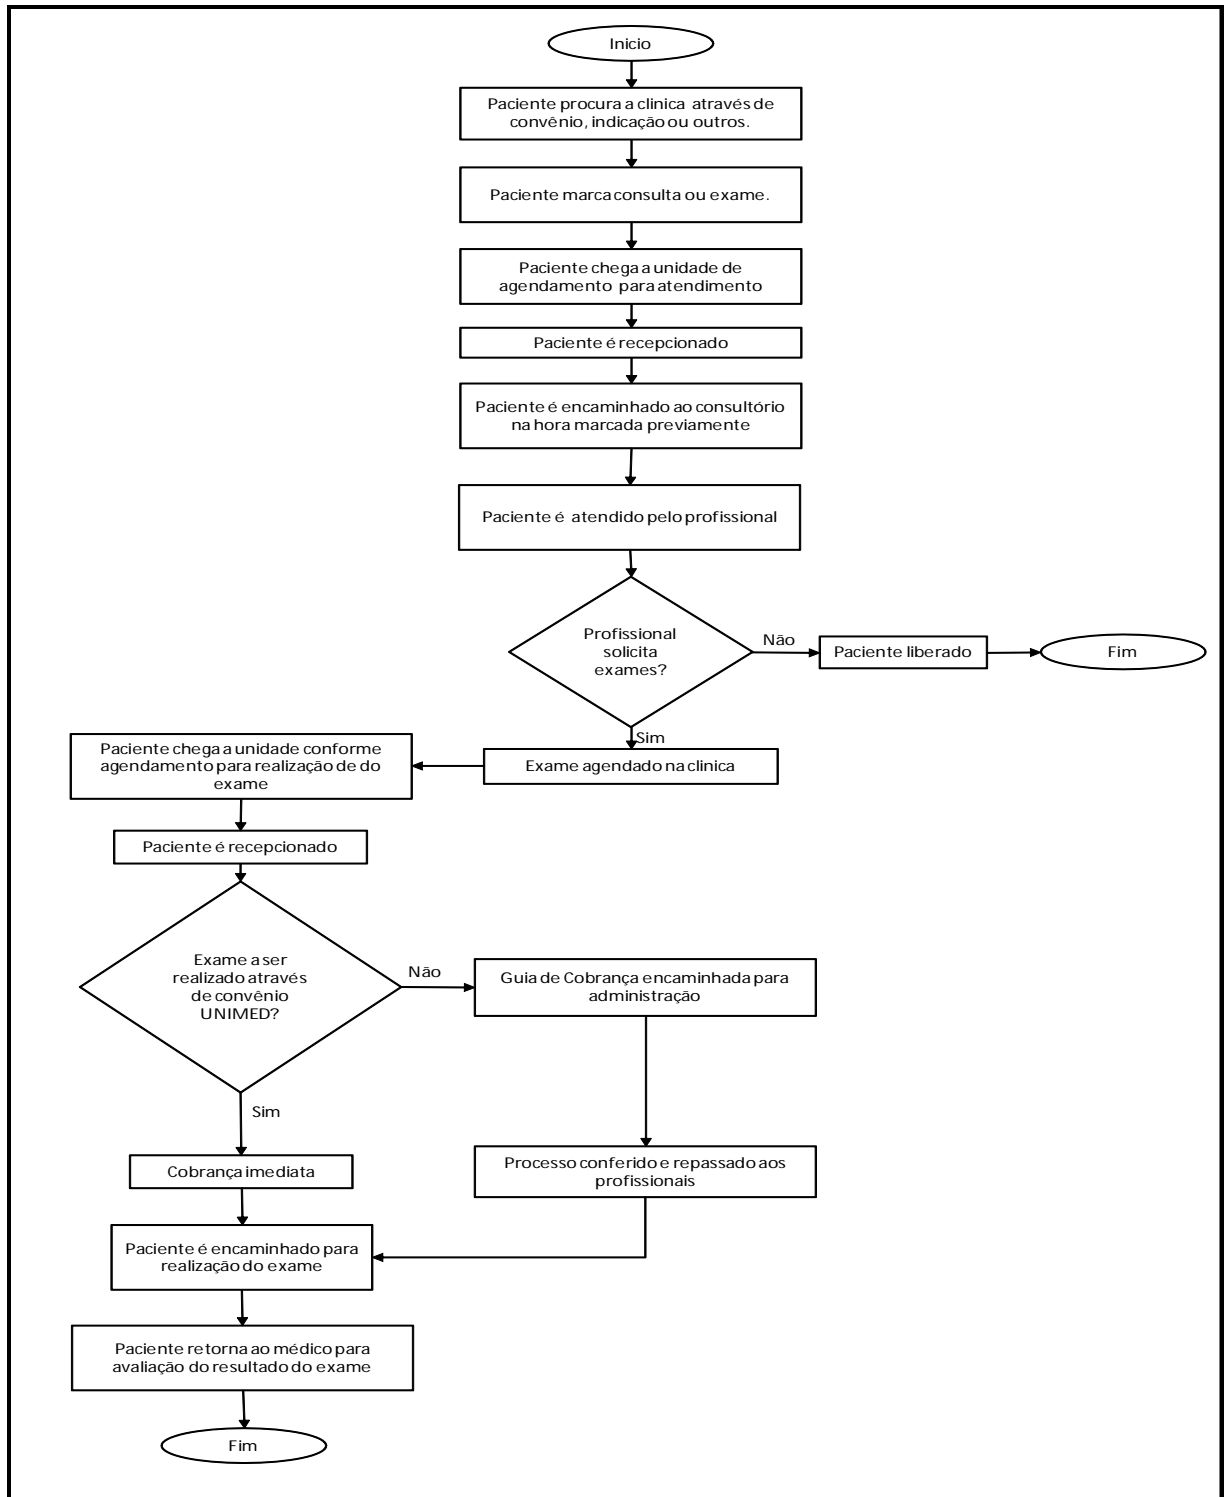 Inicio
Paciente procura a clinica através de
convênio, indicação ou outros.
Paciente marca consulta ou exame.
Paciente chega a unidade de
agendamento para atendimento
Paciente é recepcionado
Paciente é encaminhado ao consultório
na hora marcada previamente
Paciente é atendido pelo profissional
Profissional
solicita
exames?
Não
Paciente liberado
Fim
Sim
Exame agendado na clinica
Paciente chega a unidade conforme
agendamento para realização de do
exame
Paciente é recepcionado
Exame a ser
realizado através
de convênio
UNIMED?
Não
Guia de Cobrança encaminhada para
administração
Sim
Cobrança imediata
Processo conferido e repassado aos
profissionais
Paciente é encaminhado para
realização do exame
Paciente retorna ao médico para
avaliação do resultado do exame
Fim